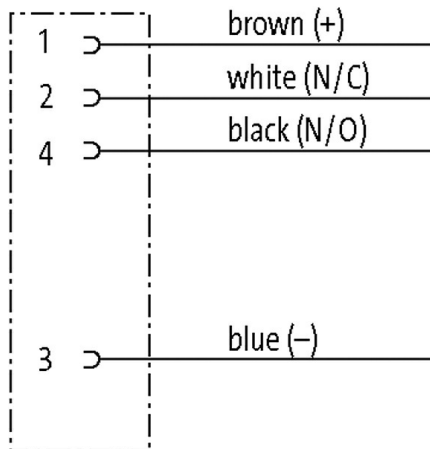 1 brown (+)
2 white (N/C)
4 black (N/O)
3 blue (–)